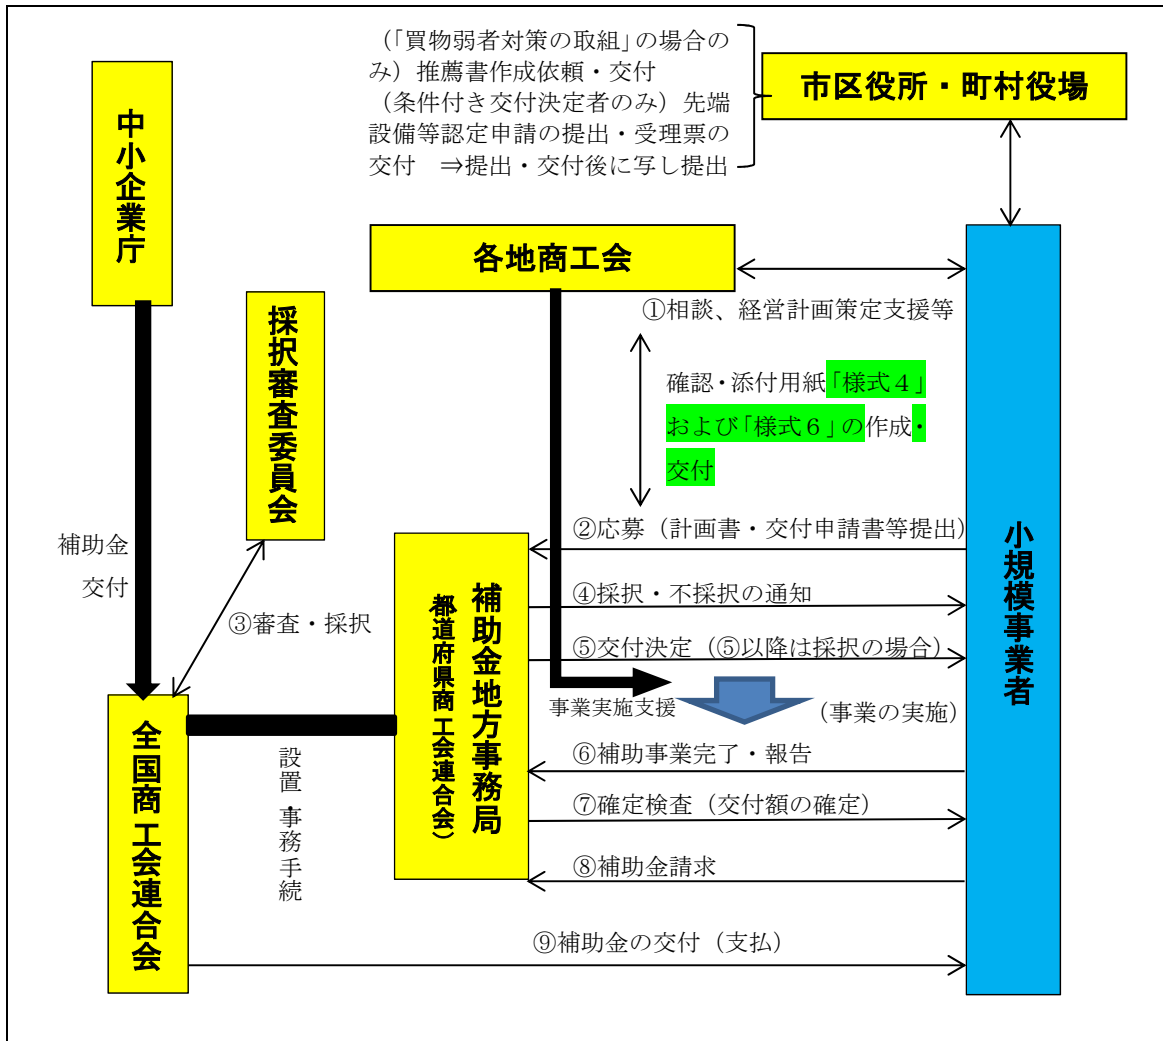 （「買物弱者対策の取組」の場合の
み）推薦書作成依頼・交付
（条件付き交付決定者のみ）先端
設備等認定申請の提出・受理票の
交付　⇒提出・交付後に写し提出
市区役所・町村役場
中小企業庁
各地商工会
採択審査委員会
①相談、経営計画策定支援等
確認・添付用紙「様式４」
および「様式６」の作成・
交付
補助金
交付
③審査・採択
②応募（計画書・交付申請書等提出）
④採択・不採択の通知
⑤交付決定（⑤以降は採択の場合）
事業実施支援
（事業の実施）
補助金地方事務局
（都道府県商工会連合会）
小規模事業者
全国商工会連合会
設置・事務手続
⑥補助事業完了・報告
⑦確定検査（交付額の確定）
⑧補助金請求
⑨補助金の交付（支払）